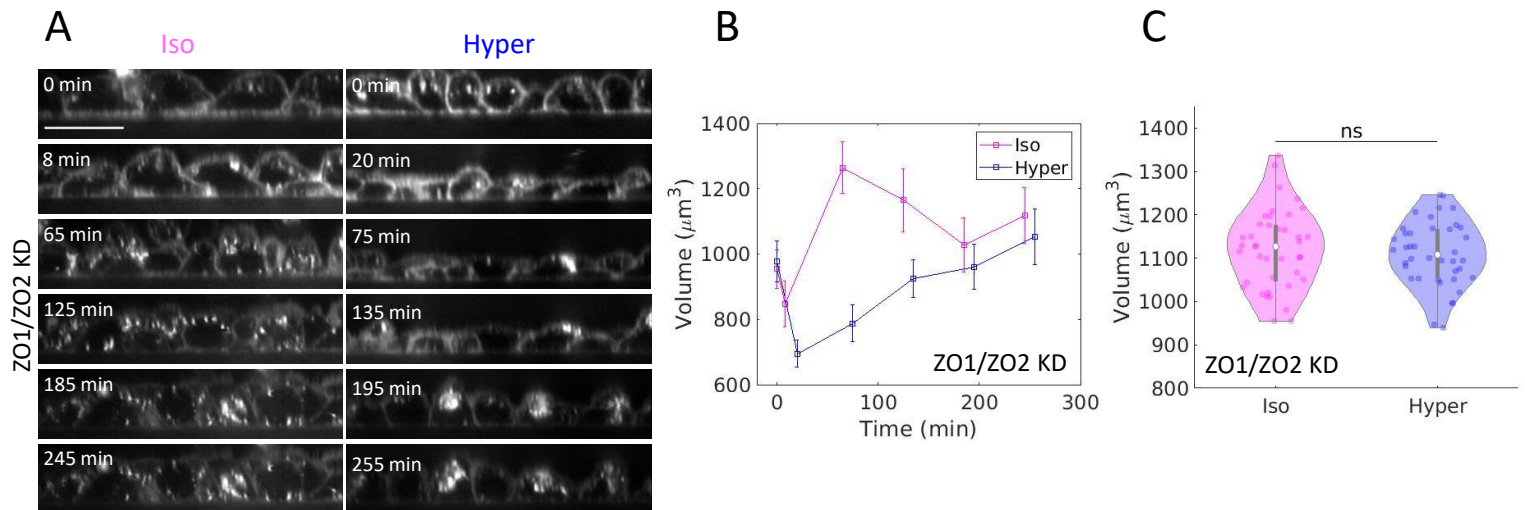 A
Iso
Hyper
ZO1/ZO2 KD
0 min
0 min
8 min
20 min
65 min
75 min
125 min
135 min
185 min
195 min
245 min
255 min
B
1400
1200
1000
800
600
Volume (μm³)
0
100
200
300
Time (min)
Iso
Hyper
ZO1/ZO2 KD
C
1400
1300
1200
1100
1000
900
800
Volume (μm³)
ns
ZO1/ZO2 KD
Iso
Hyper